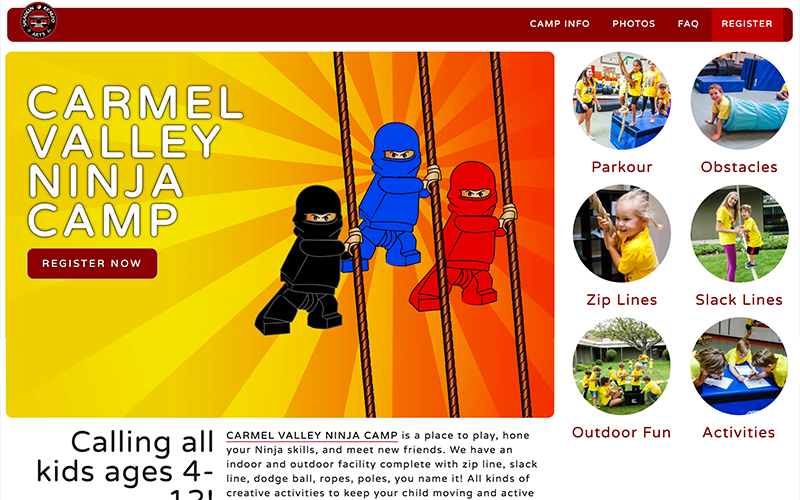 SHAOLIN KEMPO
ARTS
CAMP INFO PHOTOS FAQ REGISTER
CARMEL
VALLEY
NINJA
CAMP
REGISTER NOW
Parkour Obstacles
Zip Lines Slack Lines
Outdoor Fun Activities
Calling all
kids ages 4-
12!
CARMEL VALLEY NINJA CAMP is a place to play, hone
your Ninja skills, and meet new friends. We have an
indoor and outdoor facility complete with zip line, slack
line, dodge ball, ropes, poles, you name it! All kinds of
creative activities to keep your child moving and active